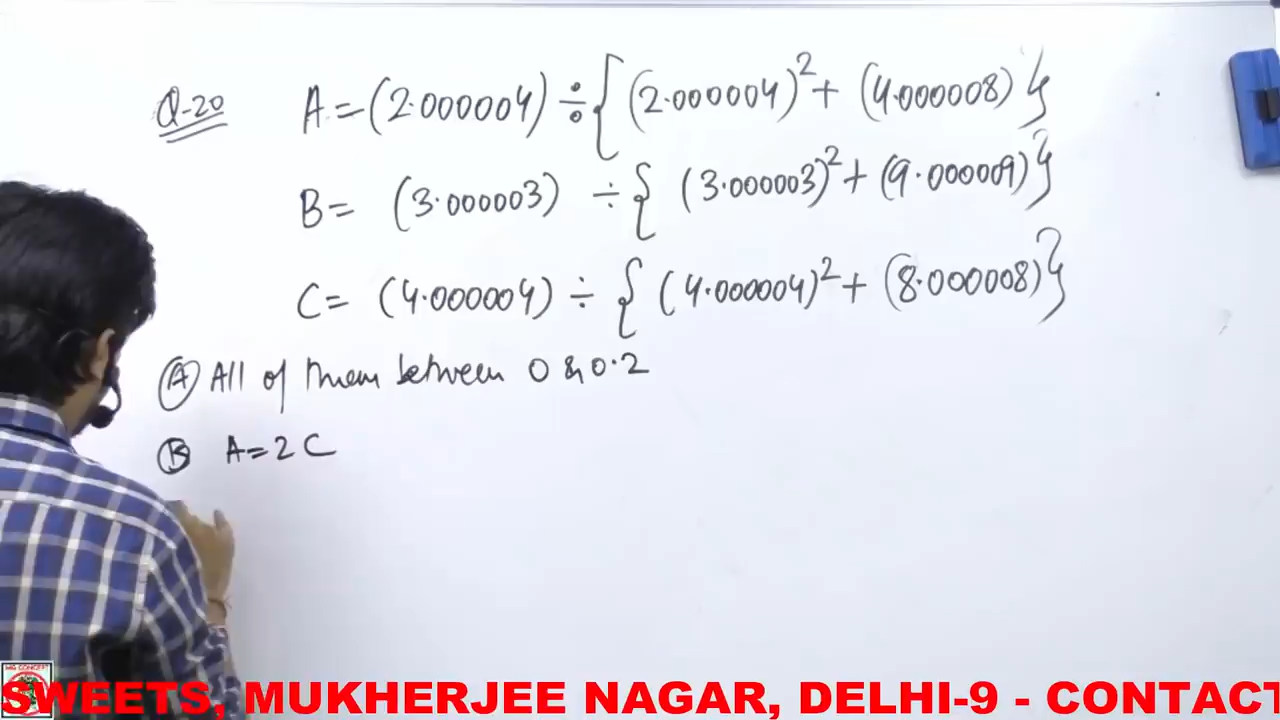 Q-20 A = (2.000004) ÷ { (2.000004)² + (4.000008) }
B = (3.000003) ÷ { (3.000003)² + (9.000009) }
C = (4.000004) ÷ { (4.000004)² + (8.000008) }
(A) All of them between 0 & 0.2
(B) A = 2C
SWEETS, MUKHERJEE NAGAR, DELHI-9 - CONTACT